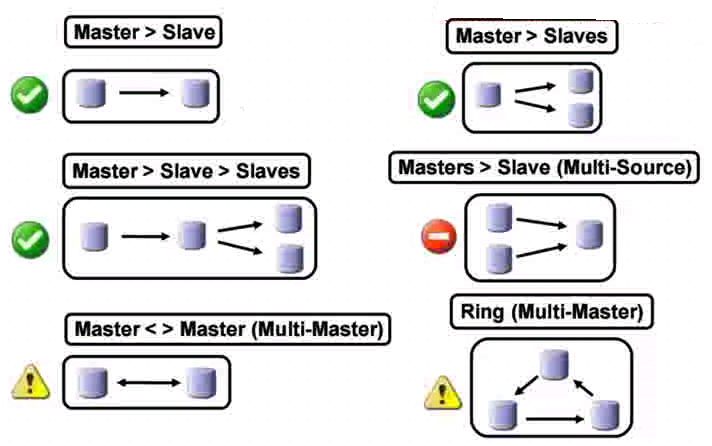 Master > Slave
Master > Slaves
Master > Slave > Slaves
Masters > Slave (Multi-Source)
Master < > Master (Multi-Master)
Ring (Multi-Master)